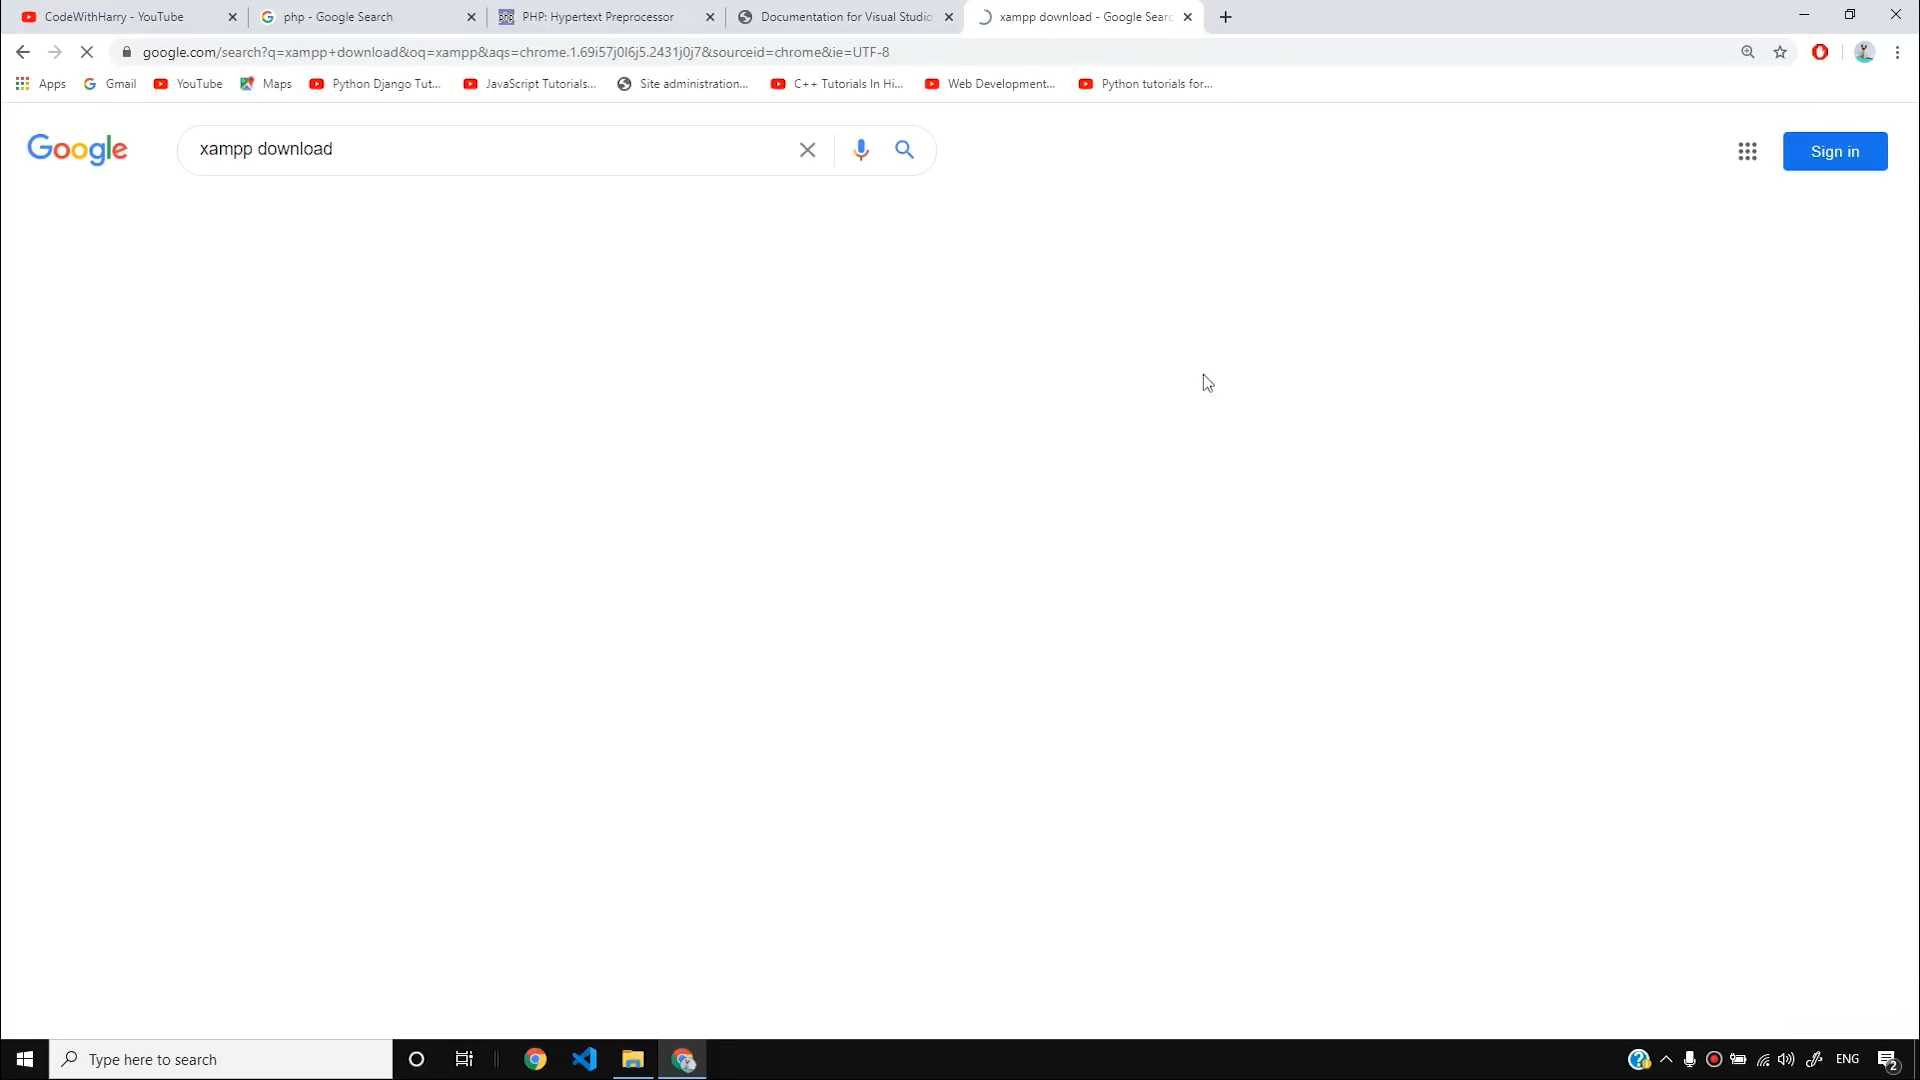 CodeWithHarry - YouTube
php - Google Search
PHP: Hypertext Preprocessor
Documentation for Visual Studio
xampp download - Google Searc
google.com/search?q=xampp+download&oq=xampp&aqs=chrome.1.69i57j0l6j5.2431j0j7&sourceid=chrome&ie=UTF-8
Apps
Gmail
YouTube
Maps
Python Django Tut...
JavaScript Tutorials...
Site administration...
C++ Tutorials In Hi...
Web Development...
Python tutorials for...
Google
xampp download
Sign in
Type here to search
ENG
2